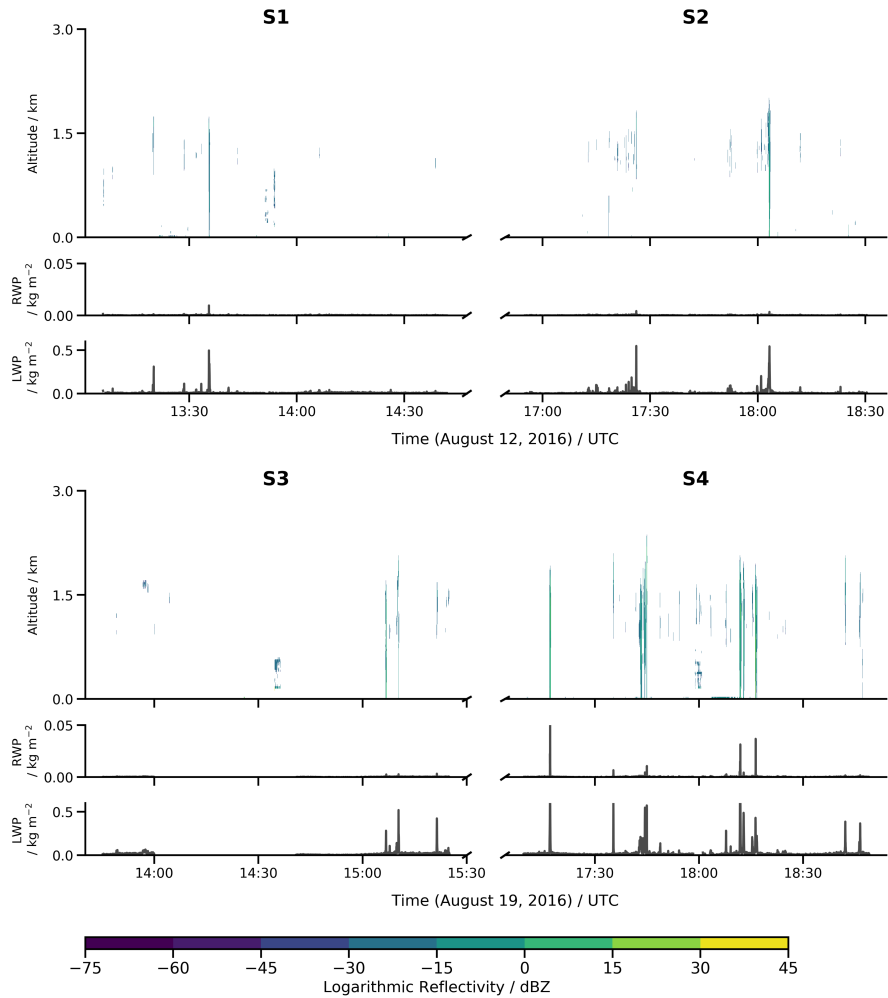 S1 S2
3.0
1.5
0.0
Altitude / km
0.05
0.00
RWP / kg m−2
0.5
0.0
LWP / kg m−2
13:30 14:00 14:30 17:00 17:30 18:00 18:30
Time (August 12, 2016) / UTC
S3 S4
3.0
1.5
0.0
Altitude / km
0.05
0.00
RWP / kg m−2
0.5
0.0
LWP / kg m−2
14:00 14:30 15:00 15:30 17:30 18:00 18:30
Time (August 19, 2016) / UTC
−75 −60 −45 −30 −15 0 15 30 45
Logarithmic Reflectivity / dBZ